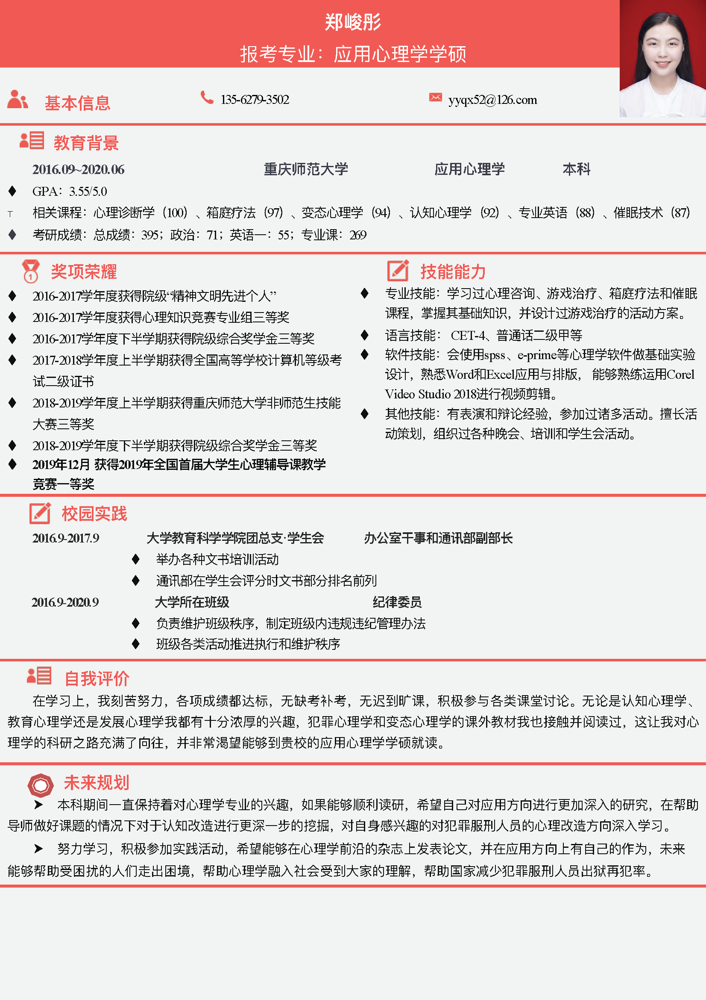 郑峻彤
报考专业：应用心理学学硕
基本信息
135-6279-3502
yyqx52@126.com
教育背景
2016.09~2020.06 重庆师范大学 应用心理学 本科
GPA：3.55/5.0
相关课程：心理诊断学（100）、箱庭疗法（97）、变态心理学（94）、认知心理学（92）、专业英语（88）、催眠技术（87）
考研成绩：总成绩：395；政治：71；英语一：55；专业课：269
奖项荣耀
2016-2017学年度获得院级“精神文明先进个人”
2016-2017学年度获得心理知识竞赛专业组三等奖
2016-2017学年度下半学期获得院级综合奖学金三等奖
2017-2018学年度上半学期获得全国高等学校计算机等级考
试二级证书
2018-2019学年度上半学期获得重庆师范大学非师范生技能
大赛三等奖
2018-2019学年度下半学期获得院级综合奖学金三等奖
2019年12月 获得2019年全国首届大学生心理辅导课教学
竞赛一等奖
技能能力
专业技能：学习过心理咨询、游戏治疗、箱庭疗法和催眠
课程，掌握其基础知识，并设计过游戏治疗的活动方案。
语言技能： CET-4、普通话二级甲等
软件技能：会使用spss、e-prime等心理学软件做基础实验
设计，熟悉Word和Excel应用与排版， 能够熟练运用Corel
Video Studio 2018进行视频剪辑。
其他技能：有表演和辩论经验，参加过诸多活动。擅长活
动策划，组织过各种晚会、培训和学生会活动。
校园实践
2016.9-2017.9 大学教育科学学院团总支·学生会 办公室干事和通讯部副部长
举办各种文书培训活动
通讯部在学生会评分时文书部分排名前列
2016.9-2020.9 大学所在班级 纪律委员
负责维护班级秩序，制定班级内违规违纪管理办法
班级各类活动推进执行和维护秩序
自我评价
在学习上，我刻苦努力，各项成绩都达标，无缺考补考，无迟到旷课，积极参与各类课堂讨论。无论是认知心理学、
教育心理学还是发展心理学我都有十分浓厚的兴趣，犯罪心理学和变态心理学的课外教材我也接触并阅读过，这让我对心
理学的科研之路充满了向往，并非常渴望能够到贵校的应用心理学学硕就读。
未来规划
本科期间一直保持着对心理学专业的兴趣，如果能够顺利读研，希望自己对应用方向进行更加深入的研究，在帮助
导师做好课题的情况下对于认知改造进行更深一步的挖掘，对自身感兴趣的对犯罪服刑人员的心理改造方向深入学习。
努力学习，积极参加实践活动，希望能够在心理学前沿的杂志上发表论文，并在应用方向上有自己的作为，未来
能够帮助受困扰的人们走出困境，帮助心理学融入社会受到大家的理解，帮助国家减少犯罪服刑人员出狱再犯率。